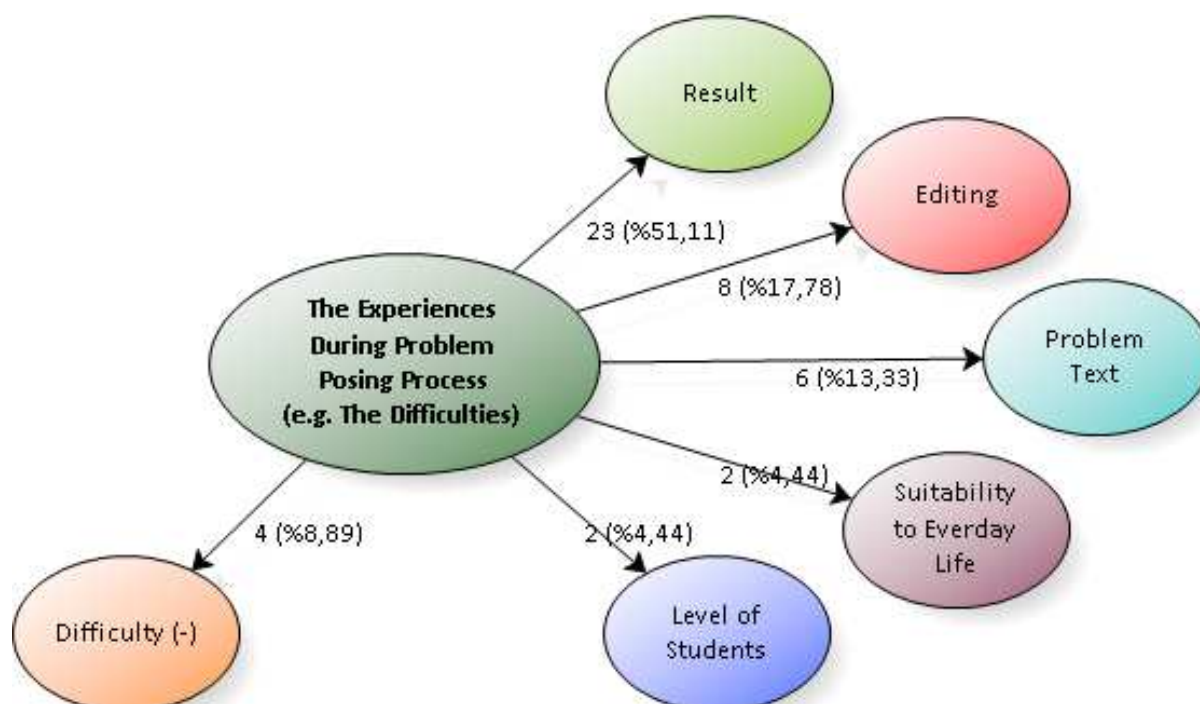 Result
Editing
23 (%51,11)
8 (%17,78)
The Experiences
During Problem
Posing Process
(e.g. The Difficulties)
Problem
Text
6 (%13,33)
2 (%4,44)
Suitability
to Everday
Life
4 (%8,89)
2 (%4,44)
Difficulty (-)
Level of
Students